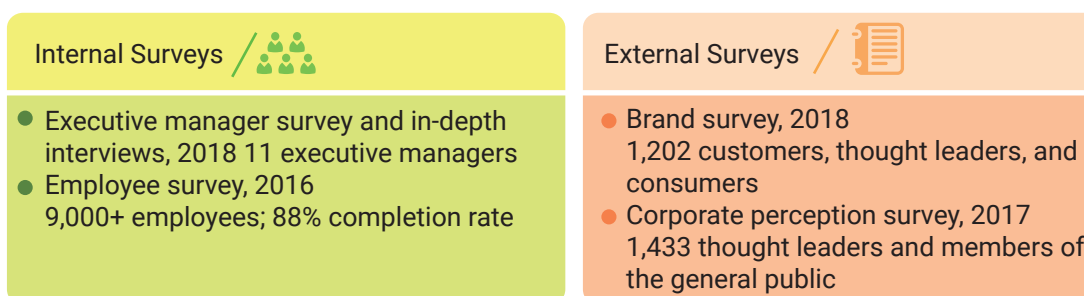 Internal Surveys
Executive manager survey and in-depth
interviews, 2018 11 executive managers
Employee survey, 2016
9,000+ employees; 88% completion rate
External Surveys
Brand survey, 2018
1,202 customers, thought leaders, and
consumers
Corporate perception survey, 2017
1,433 thought leaders and members of
the general public